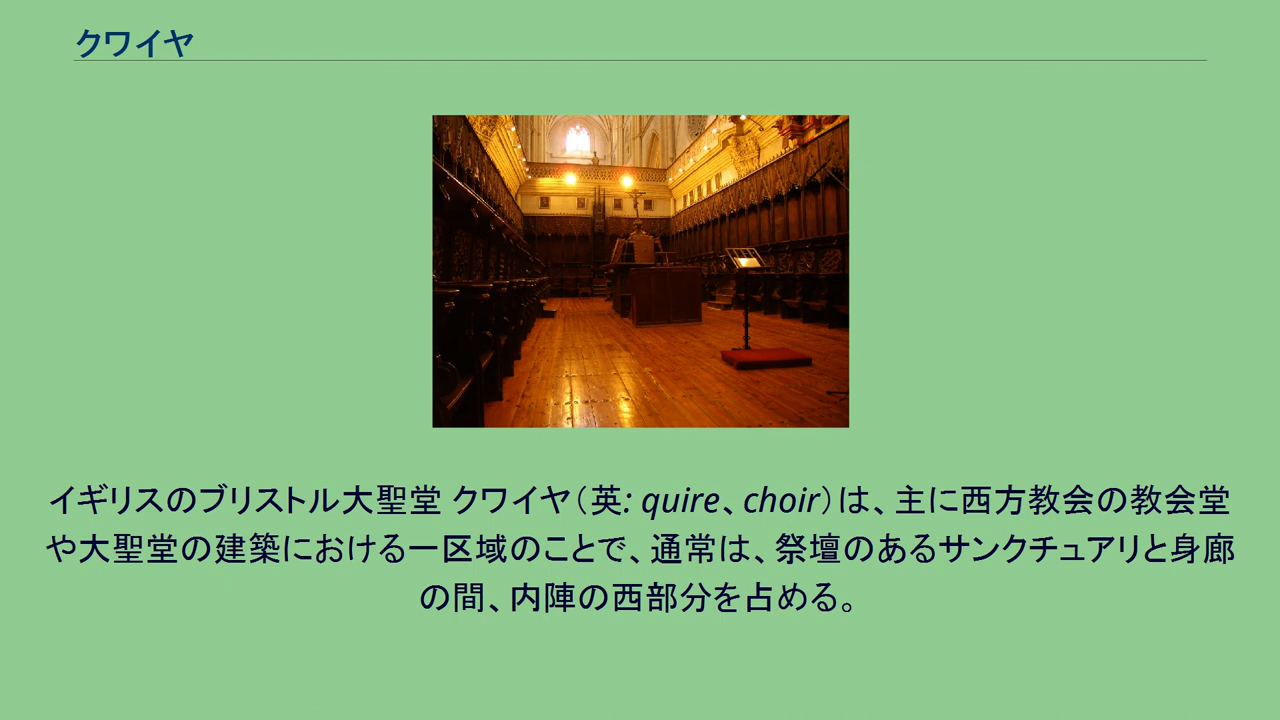 クワイヤ
イギリスのブリストル大聖堂 クワイヤ（英: quire、choir）は、主に西方教会の教会堂
や大聖堂の建築における一区域のことで、通常は、祭壇のあるサンクチュアリと身廊
の間、内陣の西部分を占める。